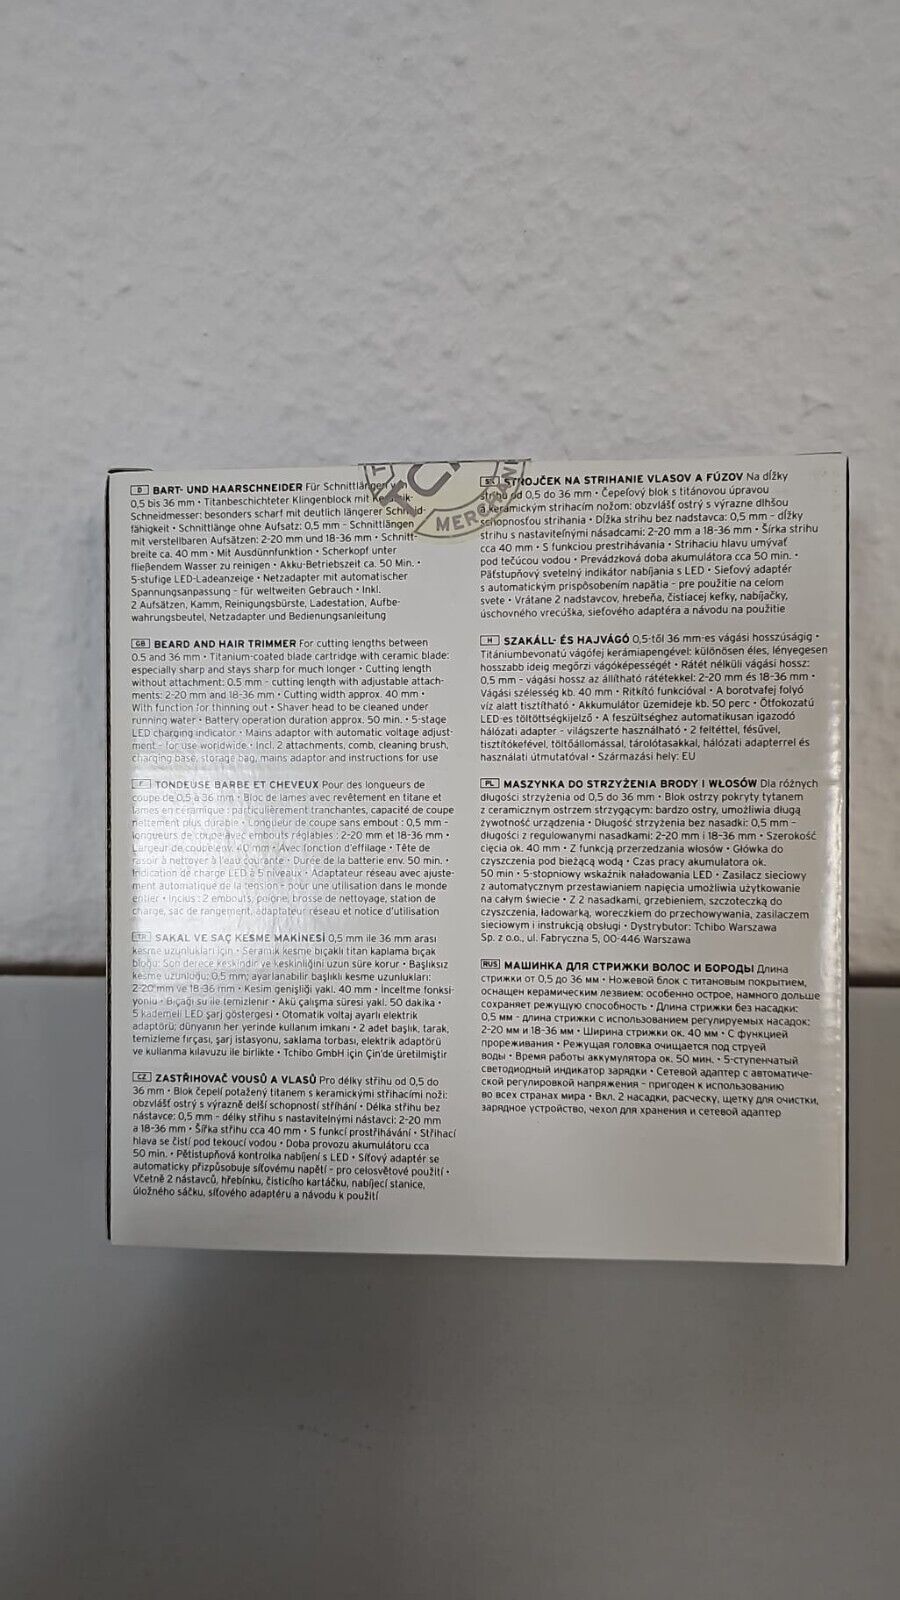 D BART- UND HAARSCHNEIDER Für Schnittlängen von
0,5 bis 36 mm • Titanbeschichteter Klingenblock mit Keramik-
Schneidmesser: besonders scharf mit deutlich längerer Schneid-
fähigkeit • Schnittlänge ohne Aufsatz: 0,5 mm – Schnittlängen
mit verstellbaren Aufsätzen: 2-20 mm und 18-36 mm • Schnitt-
breite ca. 40 mm • Mit Ausdünnfunktion • Scherkopf unter
fließendem Wasser zu reinigen • Akku-Betriebszeit ca. 50 Min. •
5-stufige LED-Ladeanzeige • Netzadapter mit automatischer
Spannungsanpassung - für weltweiten Gebrauch • Inkl.
2 Aufsätzen, Kamm, Reinigungsbürste, Ladestation, Aufbe-
wahrungsbeutel, Netzadapter und Bedienungsanleitung
GB BEARD AND HAIR TRIMMER For cutting lengths between
0.5 and 36 mm • Titanium-coated blade cartridge with ceramic blade:
especially sharp and stays sharp for much longer • Cutting length
without attachment: 0.5 mm – cutting length with adjustable attach-
ments: 2-20 mm and 18-36 mm • Cutting width approx. 40 mm •
With function for thinning out • Shaver head to be cleaned under
running water • Battery operation duration approx. 50 min. • 5-stage
LED charging indicator • Mains adaptor with automatic voltage adjust-
ment - for use worldwide • Incl. 2 attachments, comb, cleaning brush,
charging base, storage bag, mains adaptor and instructions for use
F TONDEUSE BARBE ET CHEVEUX Pour des longueurs de
coupe de 0,5 à 36 mm • Bloc de lames avec revêtement en titane et
lames en céramique : particulièrement tranchantes, capacité de coupe
nettement plus durable • Longueur de coupe sans embout : 0,5 mm –
longueurs de coupe avec embouts réglables : 2-20 mm et 18-36 mm •
Largeur de coupe env. 40 mm • Avec fonction d'effilage • Tête de
rasoir à nettoyer à l'eau courante • Durée de la batterie env. 50 min. •
Indication de charge LED à 5 niveaux • Adaptateur réseau avec ajuste-
ment automatique de la tension - pour une utilisation dans le monde
entier • Inclus : 2 embouts, peigne, brosse de nettoyage, station de
charge, sac de rangement, adaptateur réseau et notice d'utilisation
TR SAKAL VE SAÇ KESME MAKİNESİ 0,5 mm ile 36 mm arası
kesme uzunlukları için • Seramik kesme bıçaklı titan kaplama bıçak
bloğu: Son derece keskindir ve keskinliğini uzun süre korur • Başlıksız
kesme uzunluğu: 0,5 mm; ayarlanabilir başlıklı kesme uzunlukları:
2-20 mm ve 18-36 mm • Kesim genişliği yakl. 40 mm • İnceltme fonksi-
yonlu • Bıçağı su ile temizlenir • Akü çalışma süresi yakl. 50 dakika •
5 kademeli LED şarj göstergesi • Otomatik voltaj ayarlı elektrik
adaptörü; dünyanın her yerinde kullanım imkanı • 2 adet başlık, tarak,
temizleme fırçası, şarj istasyonu, saklama torbası, elektrik adaptörü
ve kullanma kılavuzu ile birlikte • Tchibo GmbH için Çin'de üretilmiştir
CZ ZASTŘIHOVAČ VOUSŮ A VLASŮ Pro délky střihu od 0,5 do
36 mm • Blok čepelí potažený titanem s keramickými střihacími noži:
obzvlášť ostrý s výrazně delší schopností stříhání • Délka střihu bez
nástavce: 0,5 mm – délky střihu s nastavitelnými nástavci: 2-20 mm
a 18-36 mm • Šířka střihu cca 40 mm • S funkcí prostříhávání • Střihací
hlava se čistí pod tekoucí vodou • Doba provozu akumulátoru cca
50 min. • Pětistupňová kontrolka nabíjení s LED • Síťový adaptér se
automaticky přizpůsobuje síťovému napětí – pro celosvětové použití •
Včetně 2 nástavců, hřebínku, čisticího kartáčku, nabíjecí stanice,
úložného sáčku, síťového adaptéru a návodu k použití
SK STROJČEK NA STRIHANIE VLASOV A FÚZOV Na dĺžky
strihu od 0,5 do 36 mm • Čepeľový blok s titánovou úpravou
a keramickým strihacím nožom: obzvlášť ostrý s výrazne dlhšou
schopnosťou strihania • Dĺžka strihu bez nadstavca: 0,5 mm – dĺžky
strihu s nastaviteľnými násadcami: 2-20 mm a 18-36 mm • Šírka strihu
cca 40 mm • S funkciou prestrihávania • Strihaciu hlavu umývať
pod tečúcou vodou • Prevádzková doba akumulátora cca 50 min. •
Päťstupňový svetelný indikátor nabíjania s LED • Sieťový adaptér
s automatickým prispôsobením napätia - pre použitie na celom
svete • Vrátane 2 nadstavcov, hrebeňa, čistiacej kefky, nabíjačky,
úschovného vrecúška, sieťového adaptéra a návodu na použitie
H SZAKÁLL- ÉS HAJVÁGÓ 0,5-től 36 mm-es vágási hosszúságig •
Titániumbevonatú vágófej kerámiapengével: különösen éles, lényegesen
hosszabb ideig megőrzi vágóképességét • Rátét nélküli vágási hossz:
0,5 mm – vágási hossz az állítható rátétekkel: 2-20 mm és 18-36 mm •
Vágási szélesség kb. 40 mm • Ritkító funkcióval • A borotvafej folyó
víz alatt tisztítható • Akkumulátor üzemideje kb. 50 perc • Ötfokozatú
LED-es töltöttségkijelző • A feszültséghez automatikusan igazodó
hálózati adapter - világszerte használható • 2 feltéttel, fésűvel,
tisztítókefével, töltőállomással, tárolótasakkal, hálózati adapterrel és
használati útmutatóval • Származási hely: EU
PL MASZYNKA DO STRZYŻENIA BRODY I WŁOSÓW Dla różnych
długości strzyżenia od 0,5 do 36 mm • Blok ostrzy pokryty tytanem
z ceramicznym ostrzem strzygącym: bardzo ostry, umożliwia długą
żywotność urządzenia • Długość strzyżenia bez nasadki: 0,5 mm –
długości z regulowanymi nasadkami: 2-20 mm i 18-36 mm • Szerokość
cięcia ok. 40 mm • Z funkcją przerzedzania włosów • Główka do
czyszczenia pod bieżącą wodą • Czas pracy akumulatora ok.
50 min • 5-stopniowy wskaźnik naładowania LED • Zasilacz sieciowy
z automatycznym przestawianiem napięcia umożliwia użytkowanie
na całym świecie • Z 2 nasadkami, grzebieniem, szczoteczką do
czyszczenia, ładowarką, woreczkiem do przechowywania, zasilaczem
sieciowym i instrukcją obsługi • Dystrybutor: Tchibo Warszawa
Sp. z o.o., ul. Fabryczna 5, 00-446 Warszawa
RUS МАШИНКА ДЛЯ СТРИЖКИ ВОЛОС И БОРОДЫ Длина
стрижки от 0,5 до 36 мм • Ножевой блок с титановым покрытием,
оснащен керамическим лезвием: особенно острое, намного дольше
сохраняет режущую способность • Длина стрижки без насадки:
0,5 мм – длина стрижки с использованием регулируемых насадок:
2-20 мм и 18-36 мм • Ширина стрижки ок. 40 мм • С функцией
прореживания • Режущая головка очищается под струей
воды • Время работы аккумулятора ок. 50 мин. • 5-ступенчатый
светодиодный индикатор зарядки • Сетевой адаптер с автоматиче-
ской регулировкой напряжения – пригоден к использованию
во всех странах мира • Вкл. 2 насадки, расческу, щетку для очистки,
зарядное устройство, чехол для хранения и сетевой адаптер